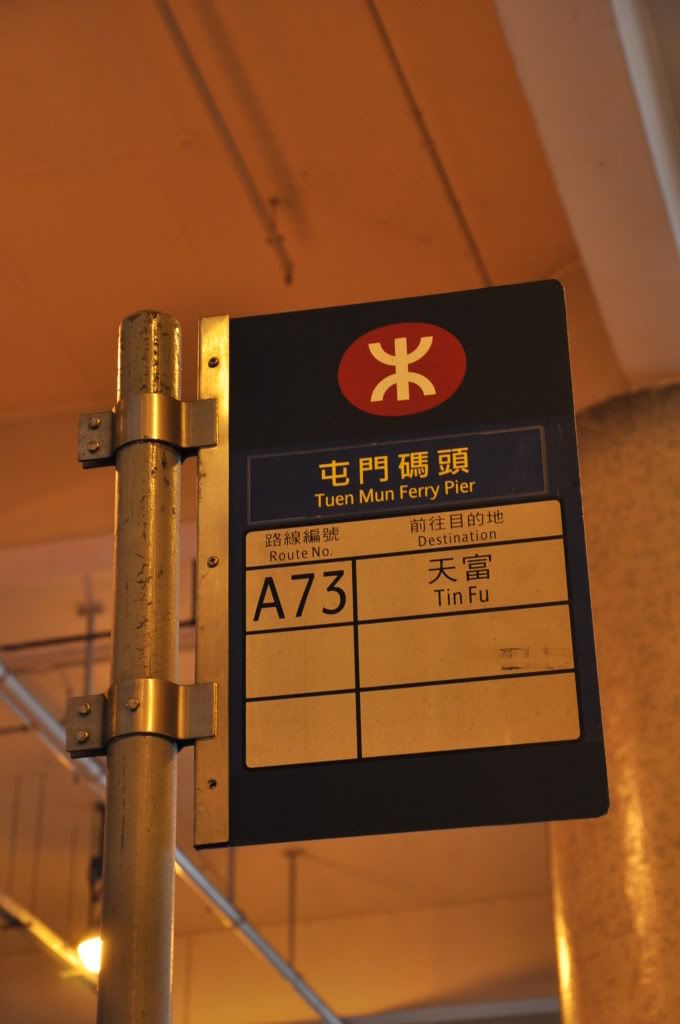 屯門碼頭
Tuen Mun Ferry Pier
路線編號 前往目的地
Route No. Destination
A73 天富
Tin Fu